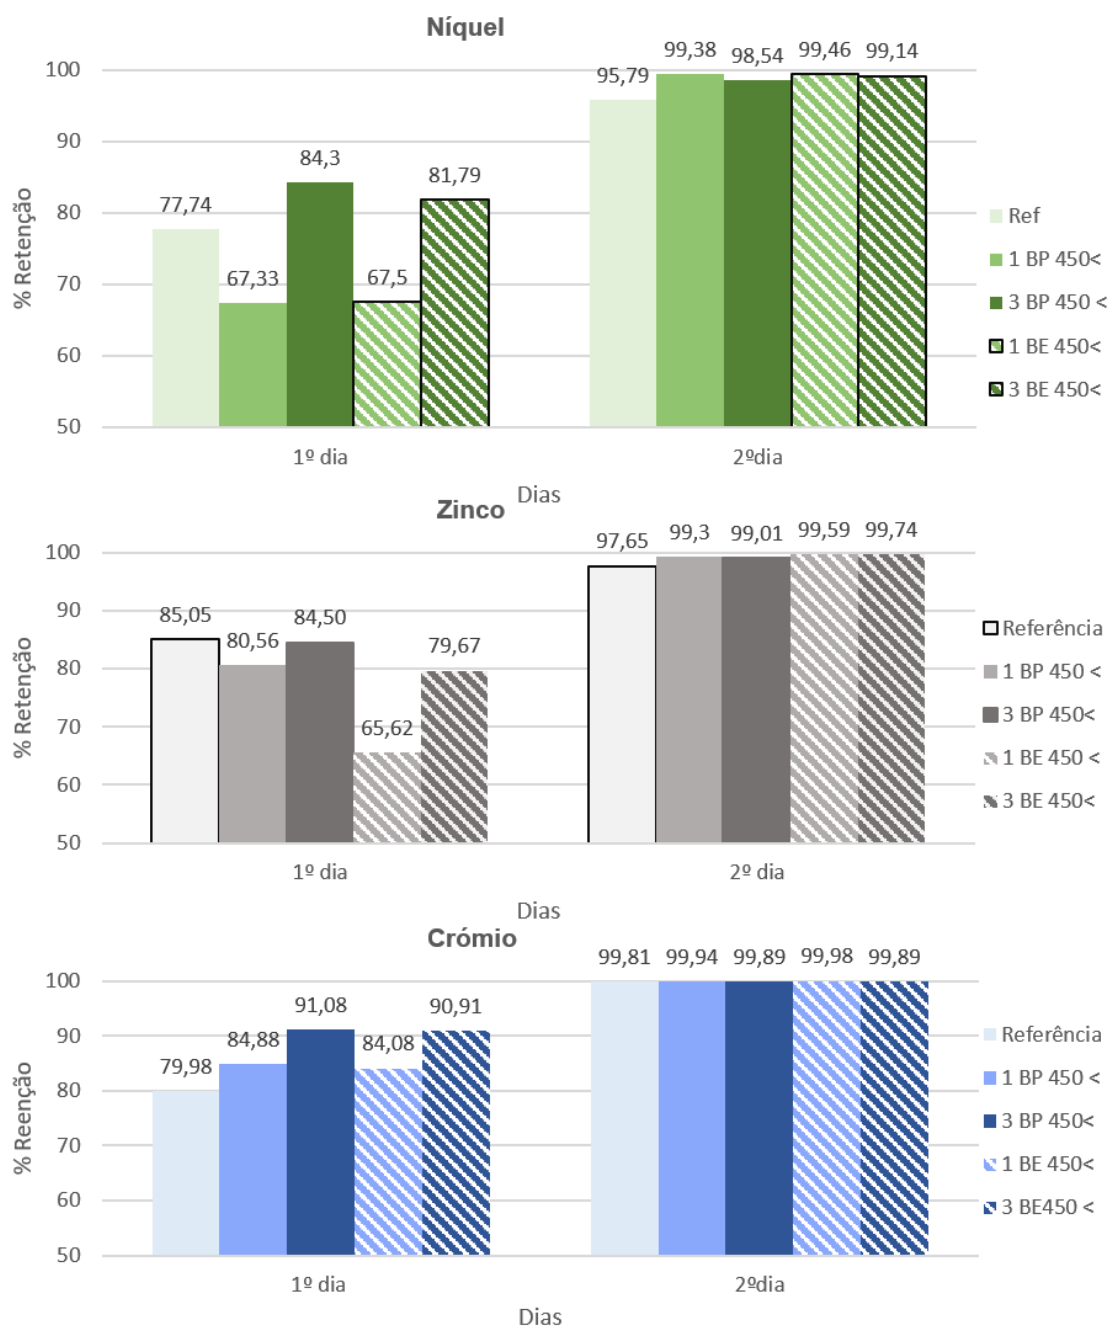 Níquel
99,38
99,46
99,14
98,54
95,79
100
90
84,3
81,79
77,74
80
67,33
67,5
70
60
50
% Retenção
1º dia
2ºdia
Dias
Ref
1 BP 450<
3 BP 450 <
1 BE 450<
3 BE 450<
Zinco
97,65
99,3
99,01
99,59
99,74
100
90
85,05
80,56
84,50
79,67
80
65,62
70
60
50
% Retenção
1º dia
2º dia
Dias
Referência
1 BP 450 <
3 BP 450<
1 BE 450 <
3 BE 450<
Crómio
99,81
99,94
99,89
99,98
99,89
100
91,08
90,91
90
84,88
84,08
79,98
80
70
60
50
% Reenção
1º dia
2ºdia
Dias
Referência
1 BP 450 <
3 BP 450<
1 BE 450<
3 BE450 <